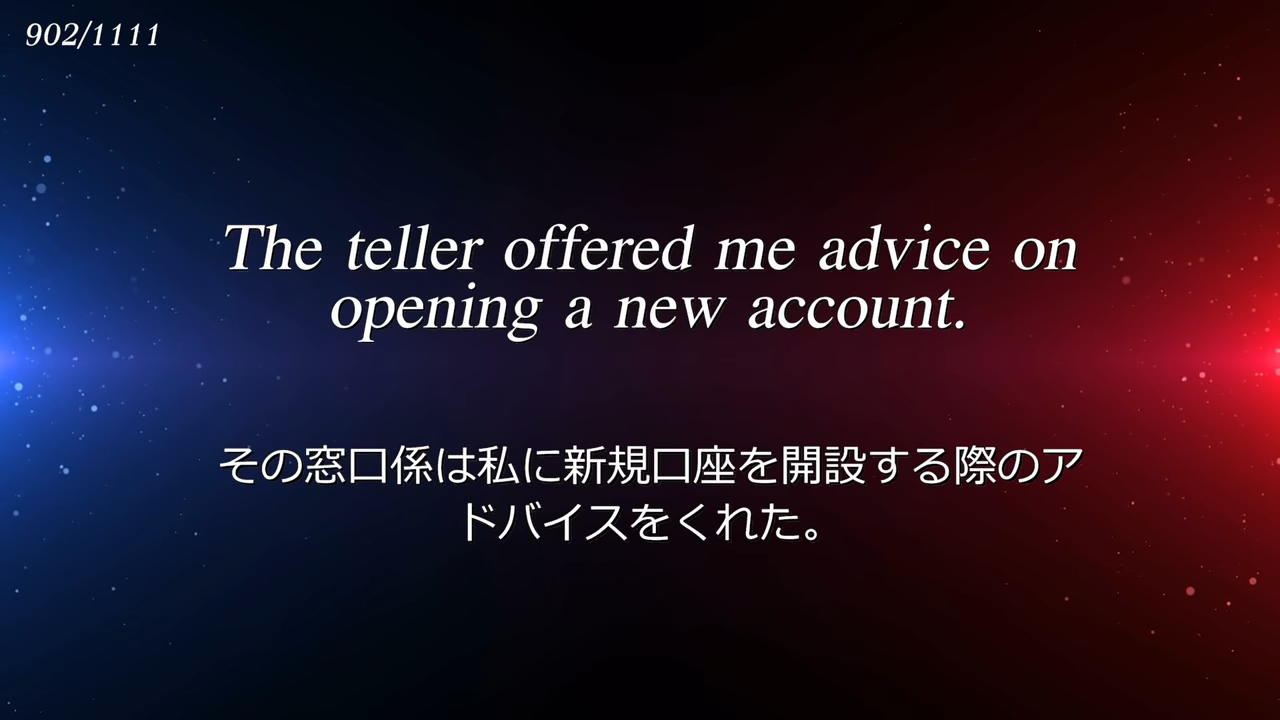 902/1111
The teller offered me advice on
opening a new account.
その窓口係は私に新規口座を開設する際のア
ドバイスをくれた。